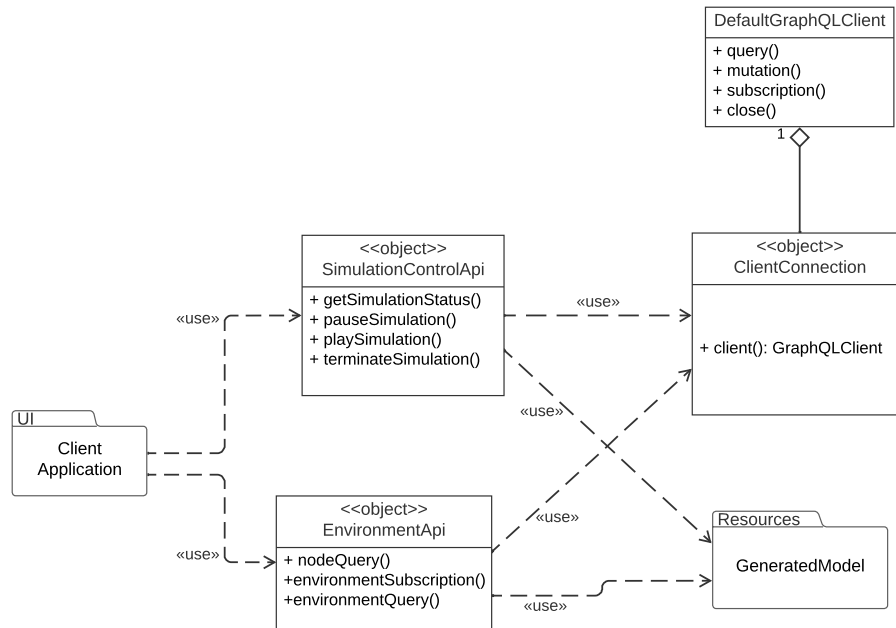 DefaultGraphQLClient
+ query()
+ mutation()
+ subscription()
+ close()
1
<<object>>
SimulationControlApi
+ getSimulationStatus()
+ pauseSimulation()
+ playSimulation()
+ terminateSimulation()
<<object>>
ClientConnection
+ client(): GraphQLClient
«use»
«use»
«use»
UI
Client
Application
«use»
«use»
«use»
<<object>>
EnvironmentApi
+ nodeQuery()
+environmentSubscription()
+environmentQuery()
Resources
GeneratedModel